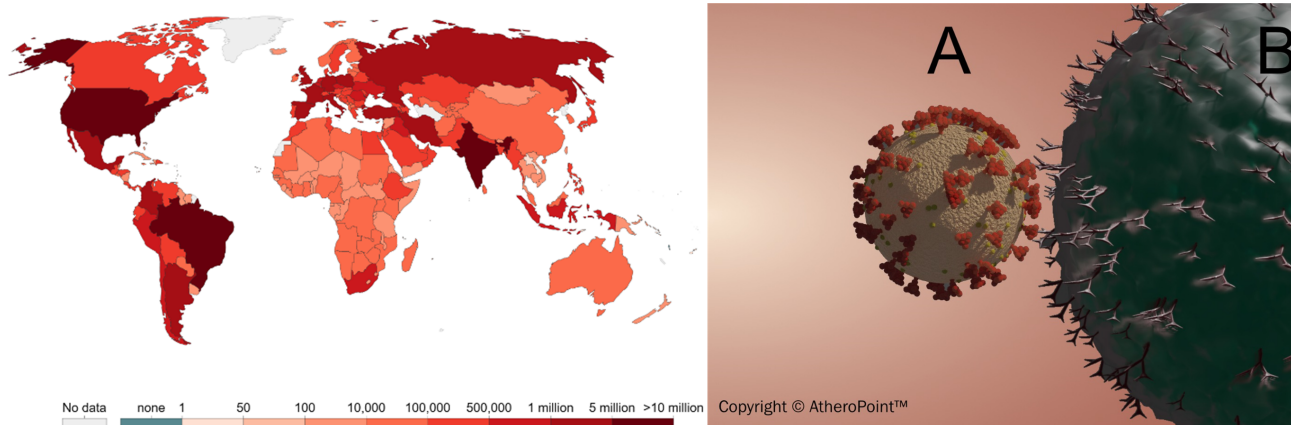 A
B
No data none 1 50 100 10,000 100,000 500,000 1 million 5 million >10 million
Copyright © AtheroPoint™